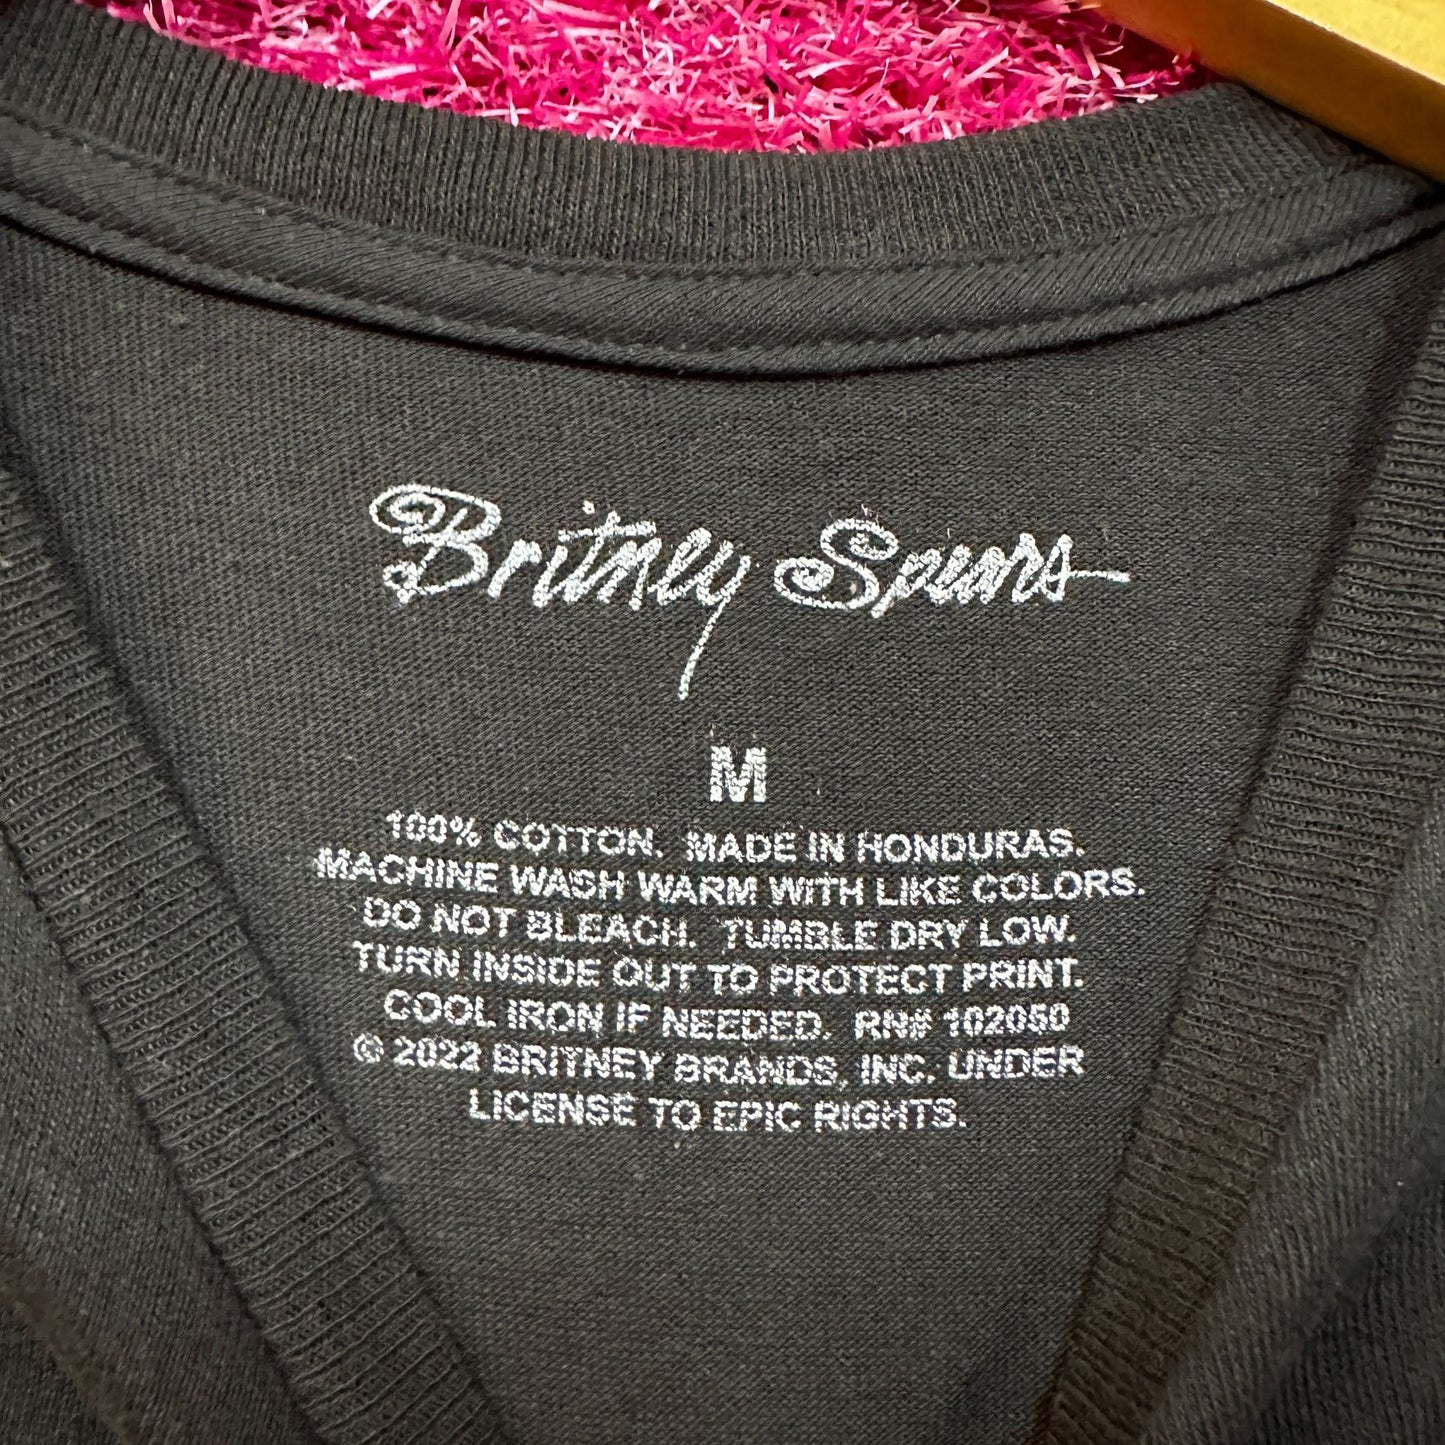 Britney Spears
M
100% COTTON. MADE IN HONDURAS.
MACHINE WASH WARM WITH LIKE COLORS.
DO NOT BLEACH. TUMBLE DRY LOW.
TURN INSIDE OUT TO PROTECT PRINT.
COOL IRON IF NEEDED. RN# 102050
© 2022 BRITNEY BRANDS, INC. UNDER
LICENSE TO EPIC RIGHTS.